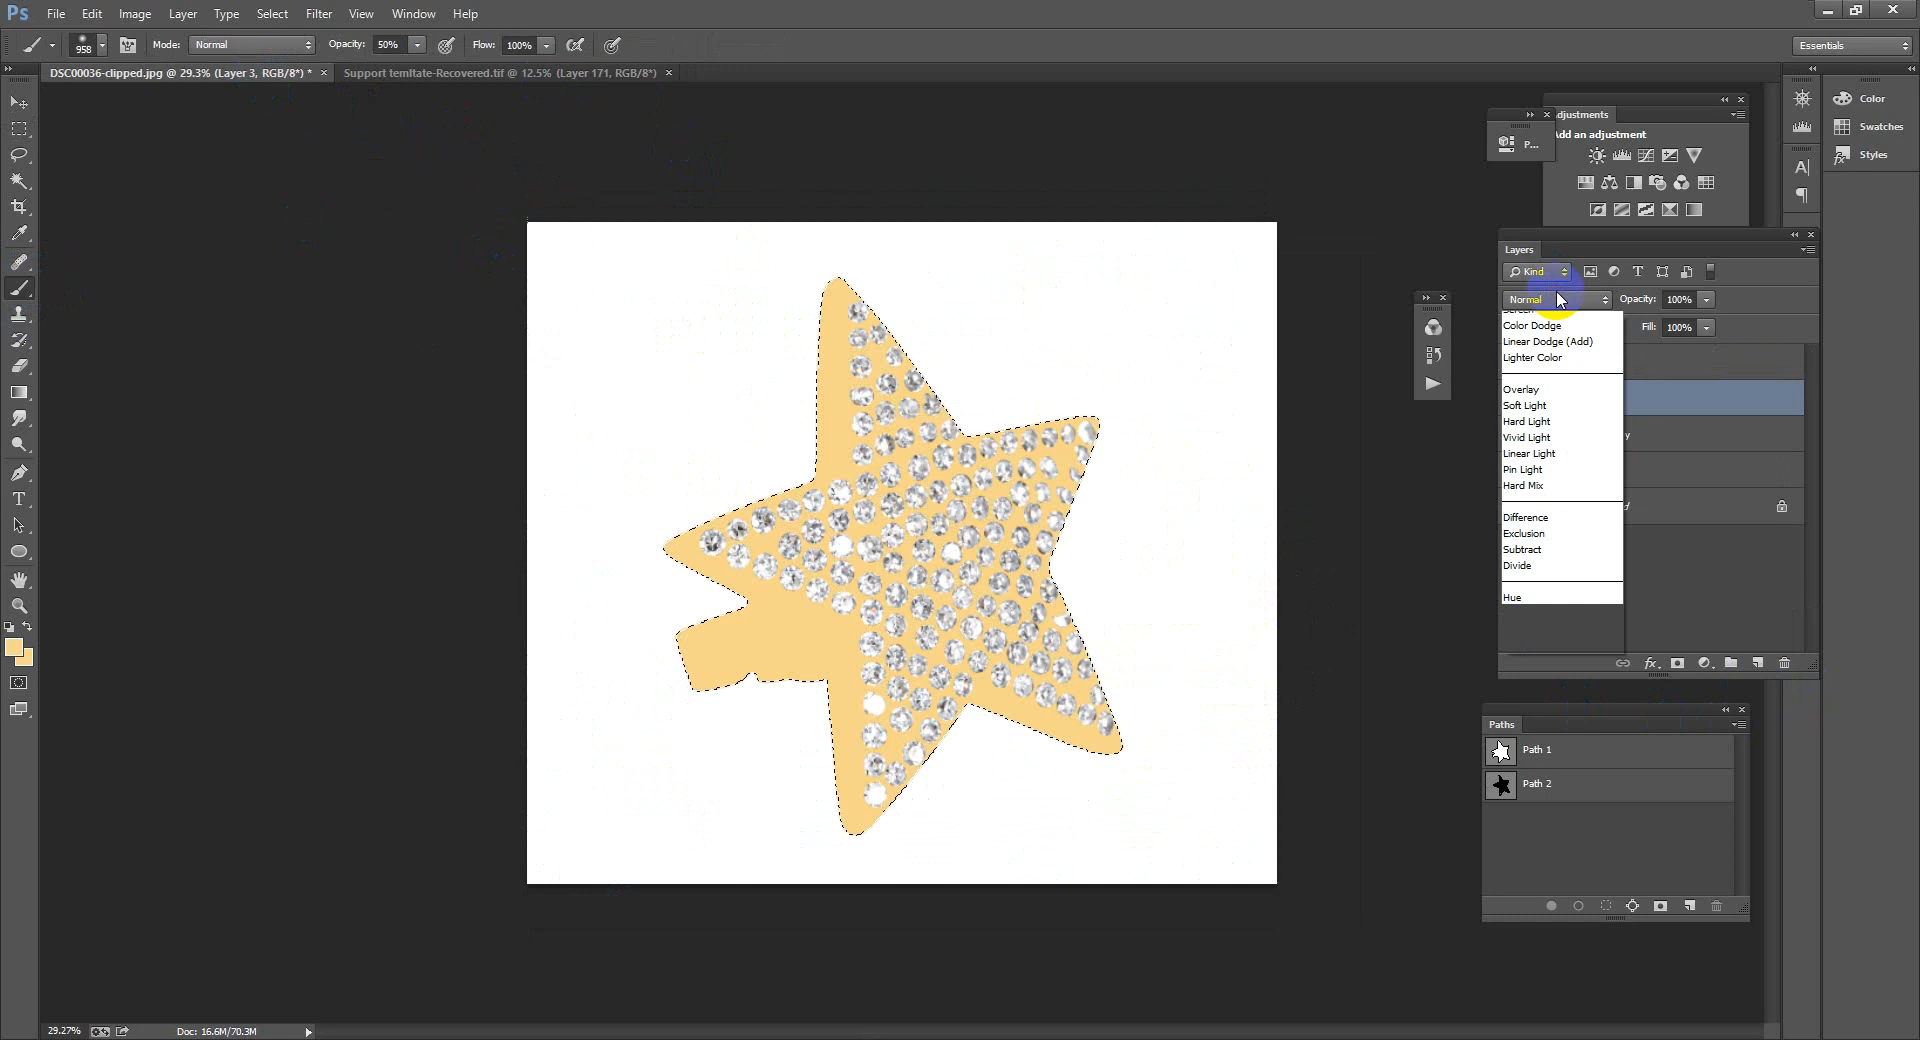 Ps File Edit Image Layer Type Select Filter View Window Help
958 Mode: Normal Opacity: 50% Flow: 100% Essentials
DSC00036-clipped.jpg @ 29.3% (Layer 3, RGB/8*) * × Support temltate-Recovered.tif @ 12.5% (Layer 171, RGB/8*) ×
Color
Swatches
Styles
Adjustments
Add an adjustment
P...
Layers
Kind
Normal Opacity: 100%
Screen
Fill: 100%
Color Dodge
Linear Dodge (Add)
Lighter Color
Overlay
Soft Light
Hard Light
Vivid Light
Linear Light
Pin Light
Hard Mix
Difference
Exclusion
Subtract
Divide
Hue
fx
Paths
Path 1
Path 2
29.27% Doc: 16.6M/70.3M